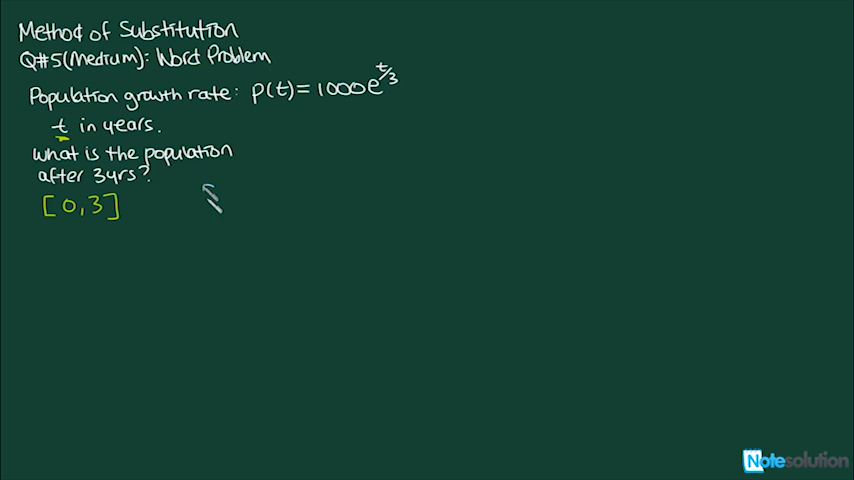 Method of Substitution
Q#5(Medium): Word Problem
Population growth rate: P(t)=1000e^{t/3}
t in years.
What is the population
after 3yrs?
[0,3]
Notesolution